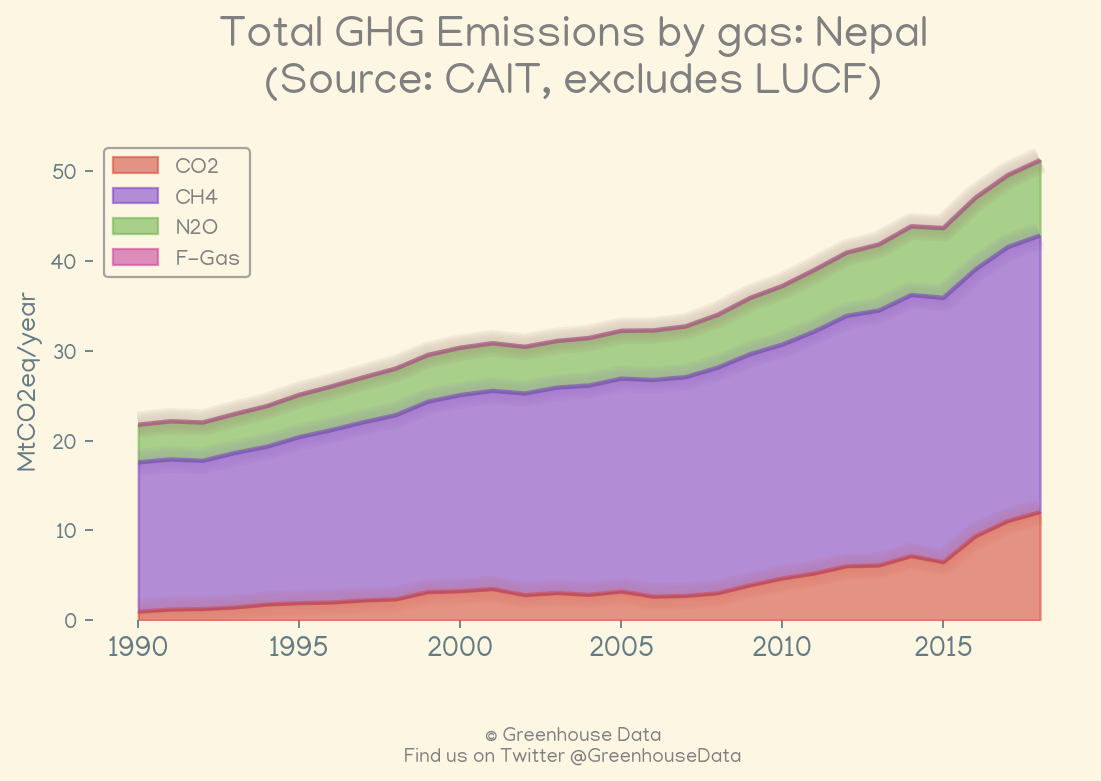 Total GHG Emissions by gas: Nepal
(Source: CAIT, excludes LUCF)
CO2
CH4
N2O
F-Gas
MtCO2eq/year
50
40
30
20
10
0
1990 1995 2000 2005 2010 2015
© Greenhouse Data
Find us on Twitter @GreenhouseData